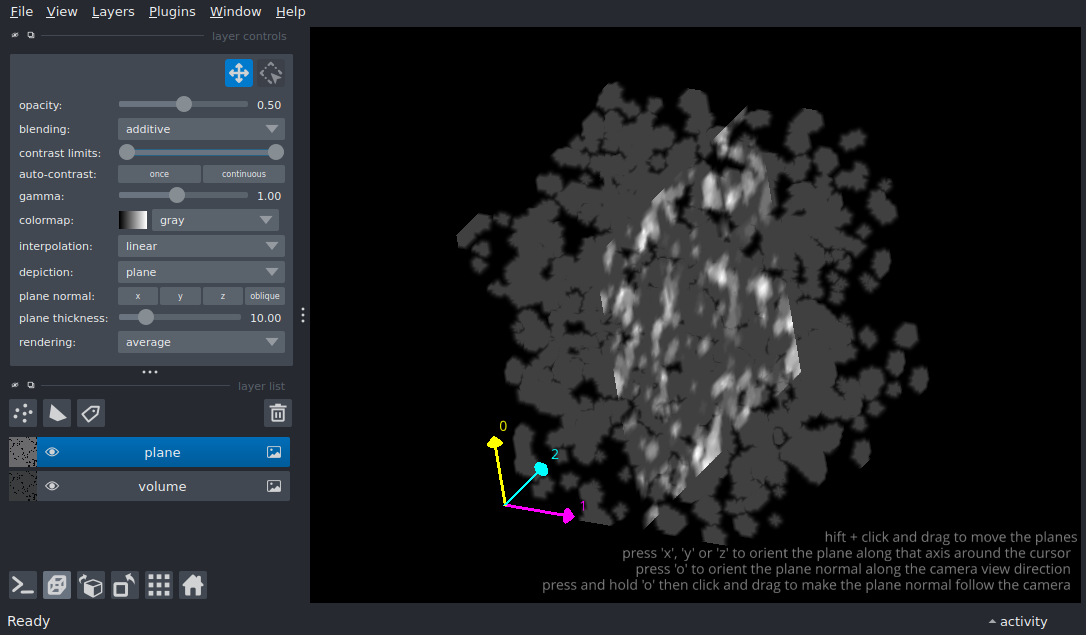 File View Layers Plugins Window Help
layer controls
opacity: 0.50
blending: additive
contrast limits:
auto-contrast: once continuous
gamma: 1.00
colormap: gray
interpolation: linear
depiction: plane
plane normal: x y z oblique
plane thickness: 10.00
rendering: average
layer list
plane
volume
0
2
1
hift + click and drag to move the planes
press 'x', 'y' or 'z' to orient the plane along that axis around the cursor
press 'o' to orient the plane normal along the camera view direction
press and hold 'o' then click and drag to make the plane normal follow the camera
Ready
activity